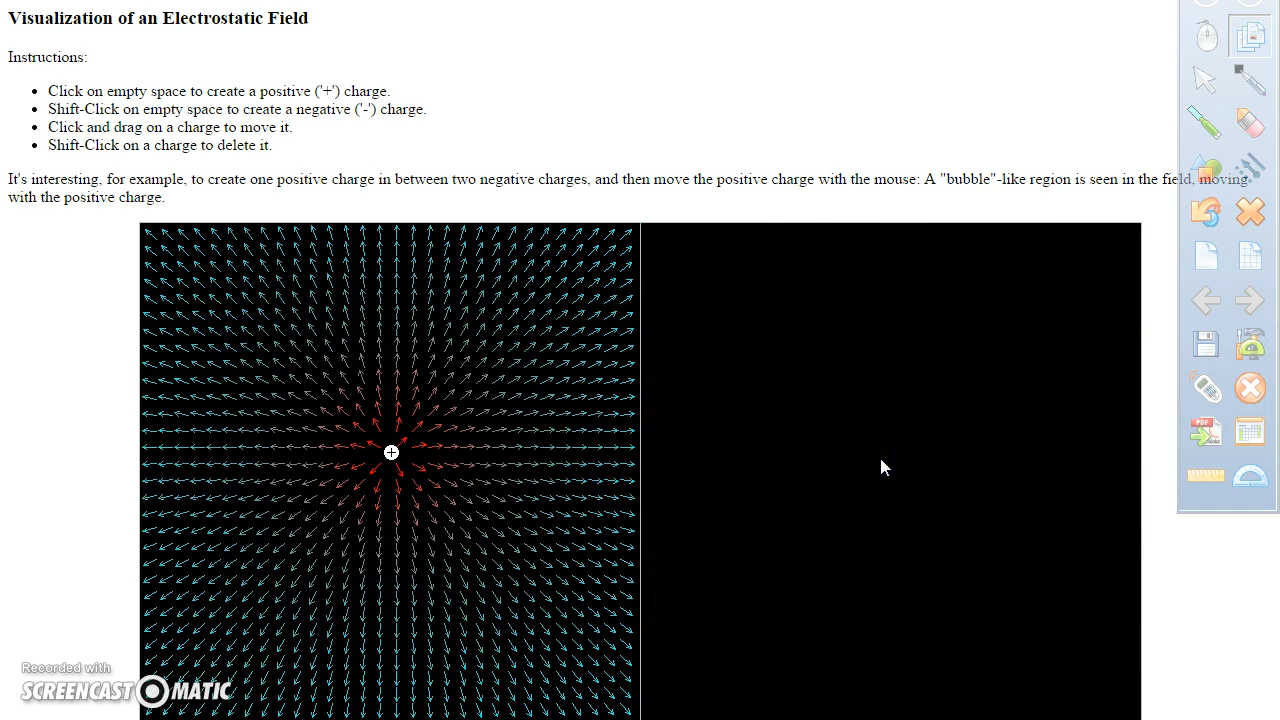 Visualization of an Electrostatic Field
Instructions:
Click on empty space to create a positive ('+') charge.
Shift-Click on empty space to create a negative ('-') charge.
Click and drag on a charge to move it.
Shift-Click on a charge to delete it.
It's interesting, for example, to create one positive charge in between two negative charges, and then move the positive charge with the mouse: A "bubble"-like region is seen in the field, moving
with the positive charge.
+
PDF
Recorded with
SCREENCAST MATIC